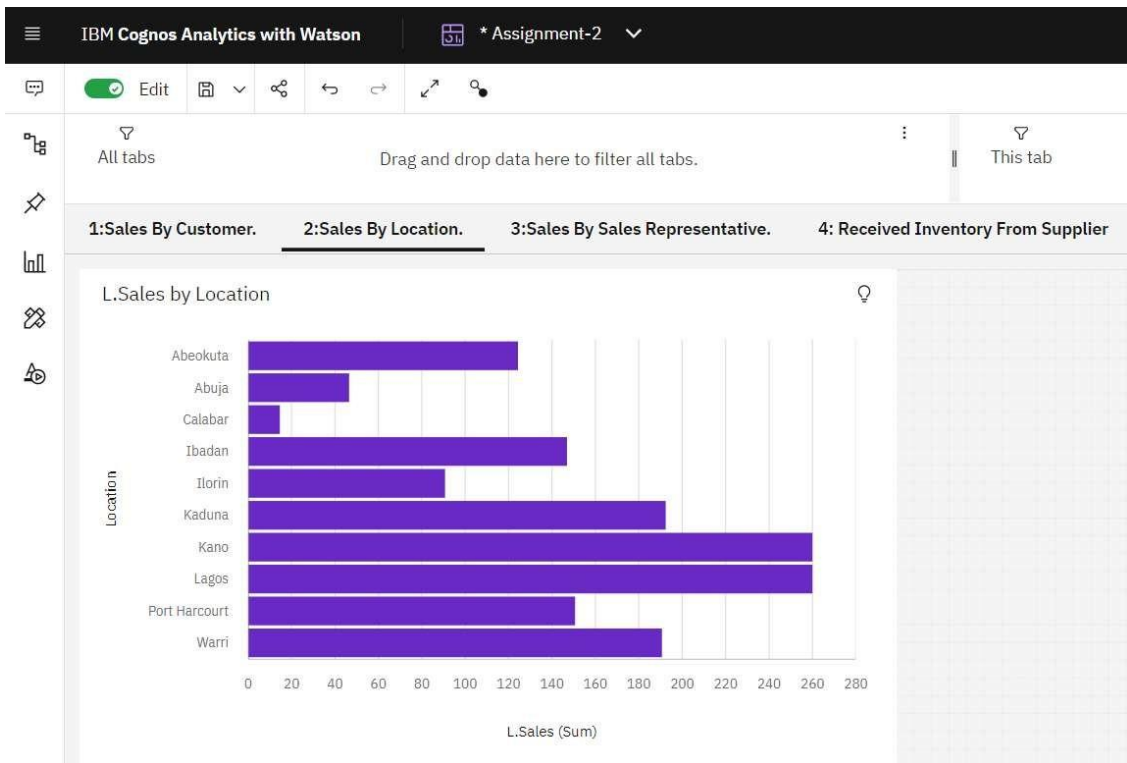 IBM Cognos Analytics with Watson
* Assignment-2
Edit
All tabs
Drag and drop data here to filter all tabs.
This tab
1:Sales By Customer. 2:Sales By Location. 3:Sales By Sales Representative. 4: Received Inventory From Supplier
L.Sales by Location
Location
Abeokuta
Abuja
Calabar
Ibadan
Ilorin
Kaduna
Kano
Lagos
Port Harcourt
Warri
0 20 40 60 80 100 120 140 160 180 200 220 240 260 280
L.Sales (Sum)